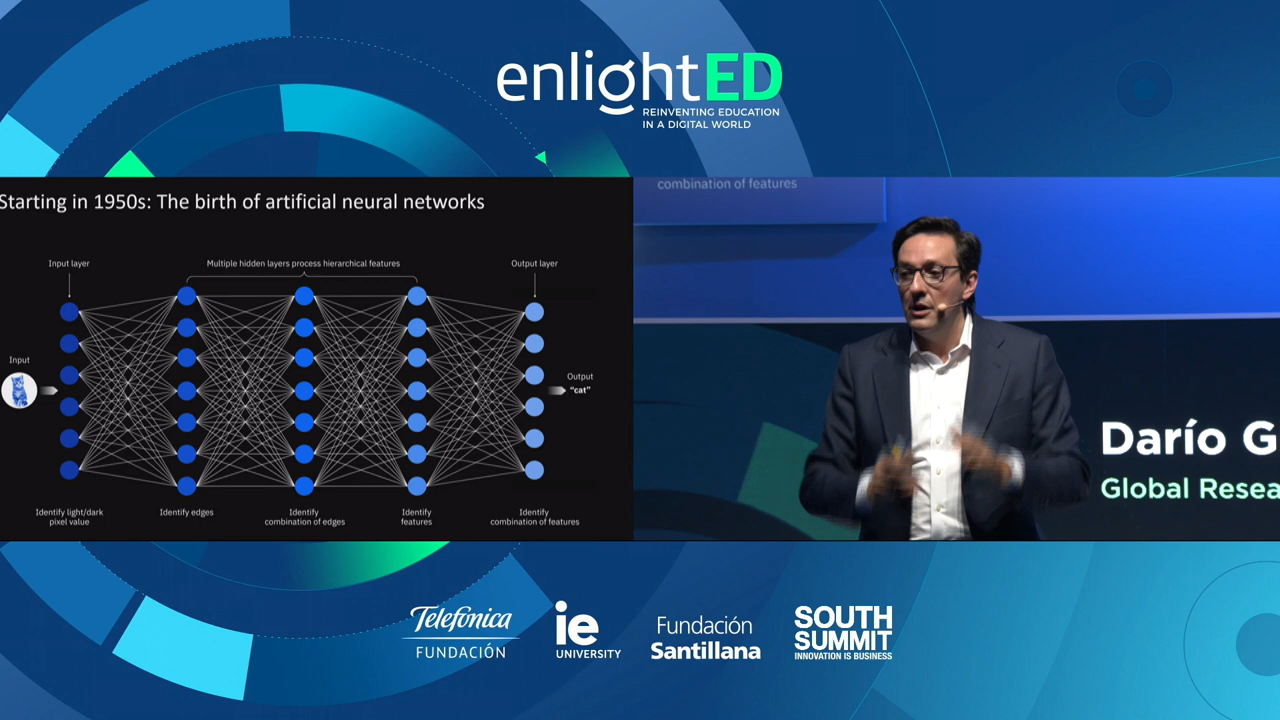 enlightED
REINVENTING EDUCATION
IN A DIGITAL WORLD
Starting in 1950s: The birth of artificial neural networks
Input layer
Multiple hidden layers process hierarchical features
Output layer
Input
Output
"cat"
Identify light/dark
pixel value
Identify edges
Identify
combination of edges
Identify
features
Identify
combination of features
combination of features
Darío G
Global Resea
Telefónica
FUNDACIÓN
ie
UNIVERSITY
Fundación
Santillana
SOUTH
SUMMIT
INNOVATION IS BUSINESS